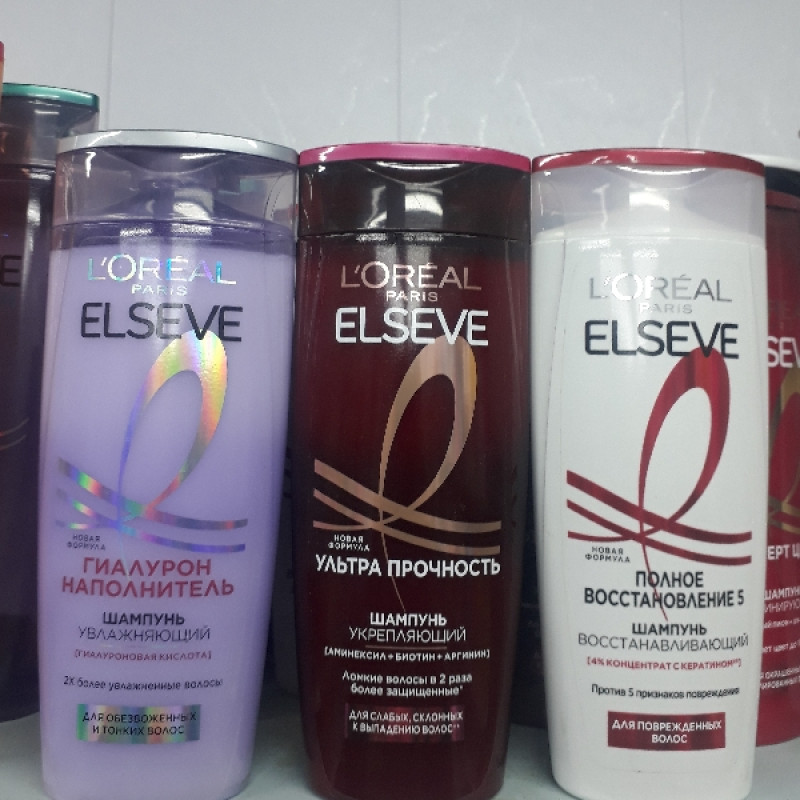 L'ORÉAL
PARIS
ELSEVE
НОВАЯ
ФОРМУЛА
ГИАЛУРОН
НАПОЛНИТЕЛЬ
ШАМПУНЬ
УВЛАЖНЯЮЩИЙ
[ГИАЛУРОНОВАЯ КИСЛОТА]
2X более увлажненные волосы
ДЛЯ ОБЕЗВОЖЕННЫХ
И ТОНКИХ ВОЛОС
L'ORÉAL
PARIS
ELSEVE
НОВАЯ
ФОРМУЛА
УЛЬТРА ПРОЧНОСТЬ
ШАМПУНЬ
УКРЕПЛЯЮЩИЙ
[АМИНЕКСИЛ + БИОТИН + АРГИНИН]
Ломкие волосы в 2 раза
более защищенные*
ДЛЯ СЛАБЫХ, СКЛОННЫХ
К ВЫПАДЕНИЮ ВОЛОС**
L'ORÉAL
PARIS
ELSEVE
НОВАЯ
ФОРМУЛА
ПОЛНОЕ
ВОССТАНОВЛЕНИЕ 5
ШАМПУНЬ
ВОССТАНАВЛИВАЮЩИЙ
[4% КОНЦЕНТРАТ С КЕРАТИНОМ**]
Против 5 признаков повреждения
ДЛЯ ПОВРЕЖДЕННЫХ
ВОЛОС